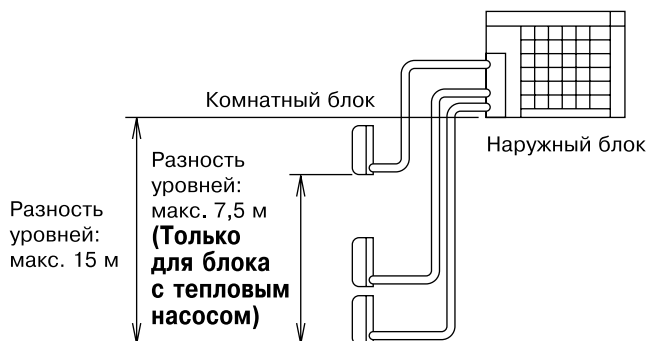 Комнатный блок
Наружный блок
Разность
уровней:
макс. 15 м
Разность
уровней:
макс. 7,5 м
(Только
для блока
с тепловым
насосом)